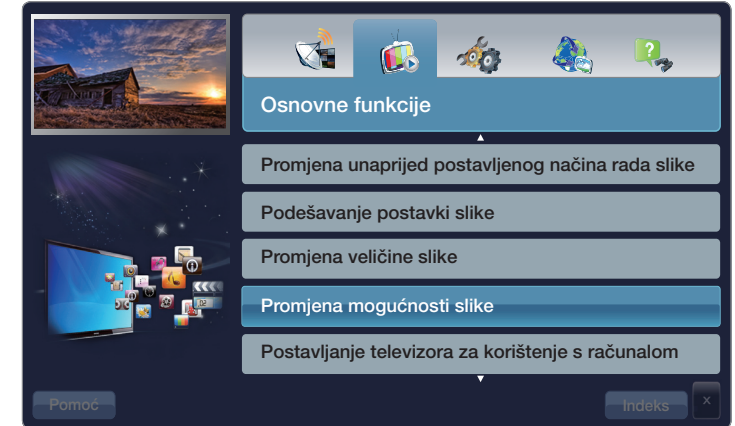 Osnovne funkcije
Promjena unaprijed postavljenog načina rada slike
Podešavanje postavki slike
Promjena veličine slike
Promjena mogućnosti slike
Postavljanje televizora za korištenje s računalom
Pomoć
Indeks
x